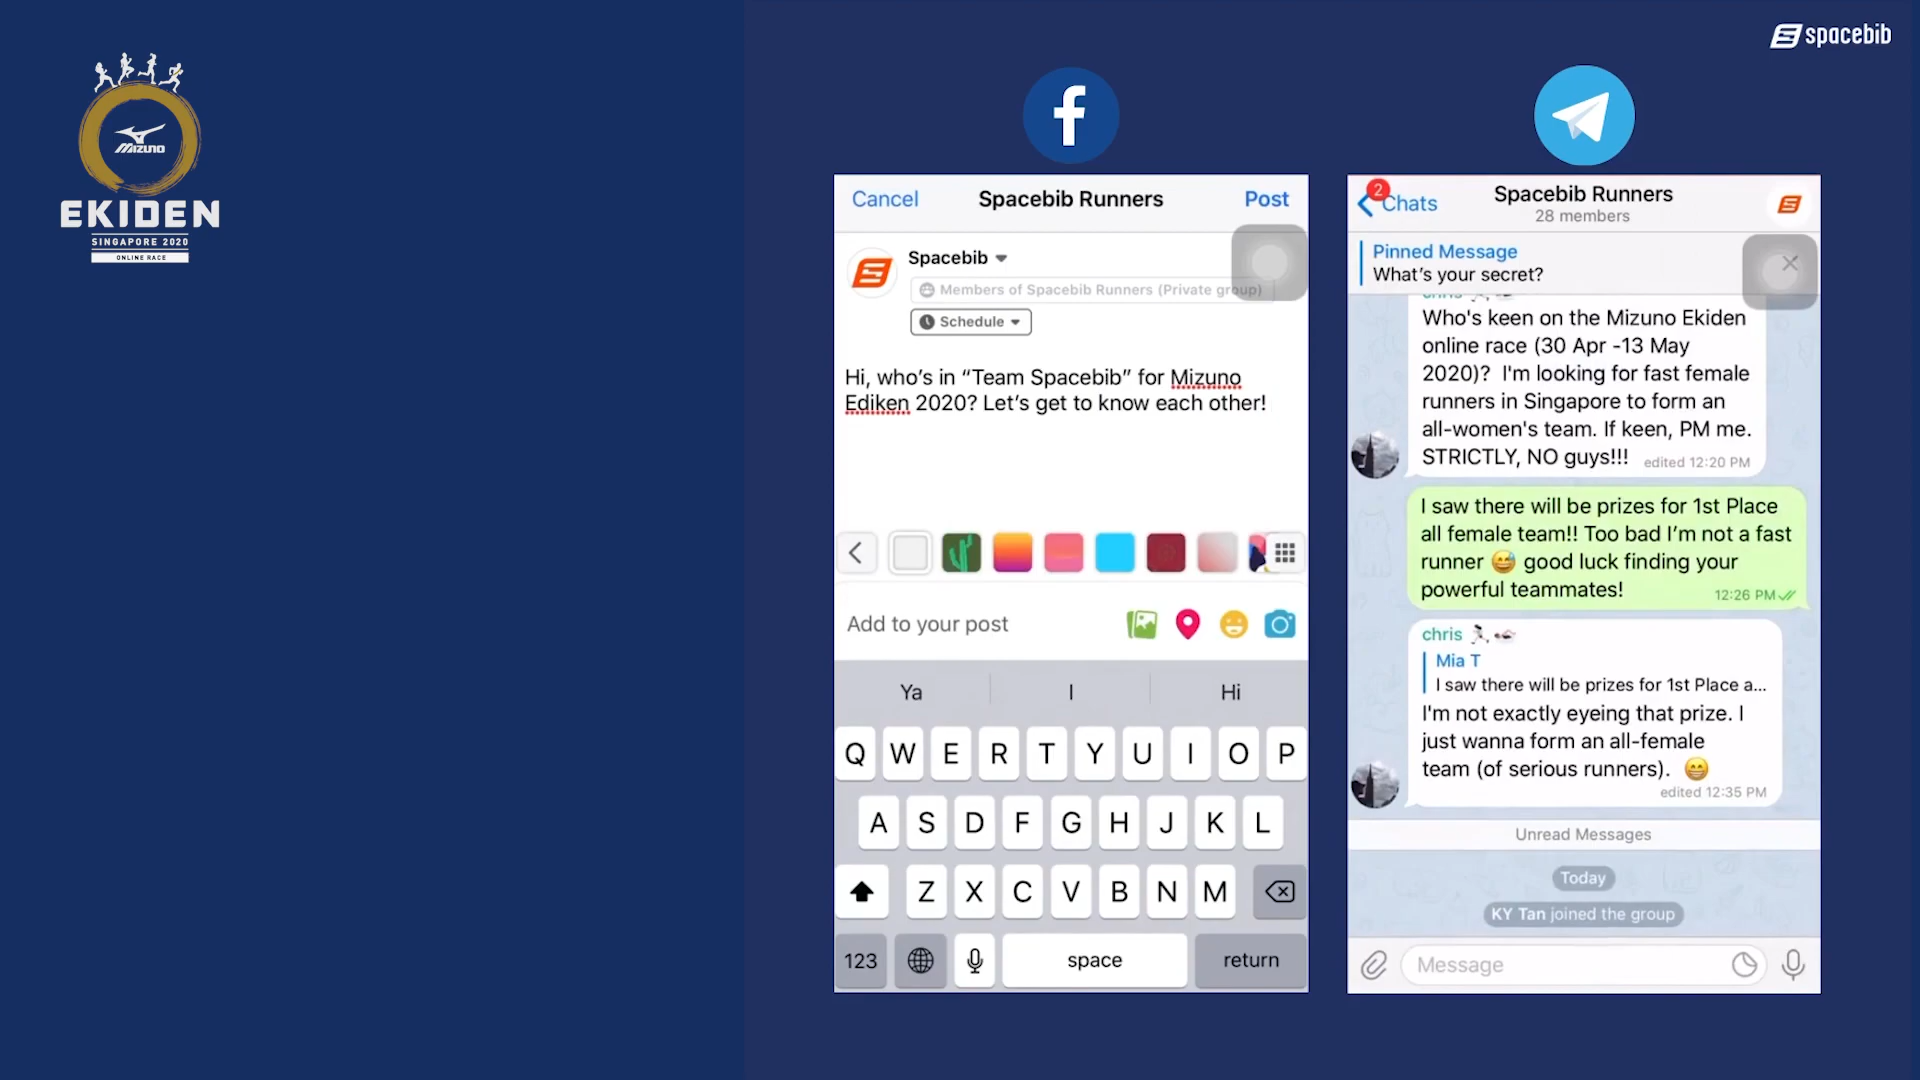 spacebib
MIZUNO
EKIDEN
SINGAPORE 2020
ONLINE RACE
f
Cancel
Spacebib Runners
Post
Spacebib
Members of Spacebib Runners (Private group)
Schedule
Hi, who's in “Team Spacebib” for Mizuno
Ediken 2020? Let's get to know each other!
Add to your post
Ya
I
Hi
Q W E R T Y U I O P
A S D F G H J K L
Z X C V B N M
123
space
return
2
Chats
Spacebib Runners
28 members
Pinned Message
What's your secret?
chris
Who's keen on the Mizuno Ekiden
online race (30 Apr -13 May
2020)? I'm looking for fast female
runners in Singapore to form an
all-women's team. If keen, PM me.
STRICTLY, NO guys!!! edited 12:20 PM
I saw there will be prizes for 1st Place
all female team!! Too bad I'm not a fast
runner 😅 good luck finding your
powerful teammates! 12:26 PM
chris
Mia T
I saw there will be prizes for 1st Place a...
I'm not exactly eyeing that prize. I
just wanna form an all-female
team (of serious runners). 😁
edited 12:35 PM
Unread Messages
Today
KY Tan joined the group
Message